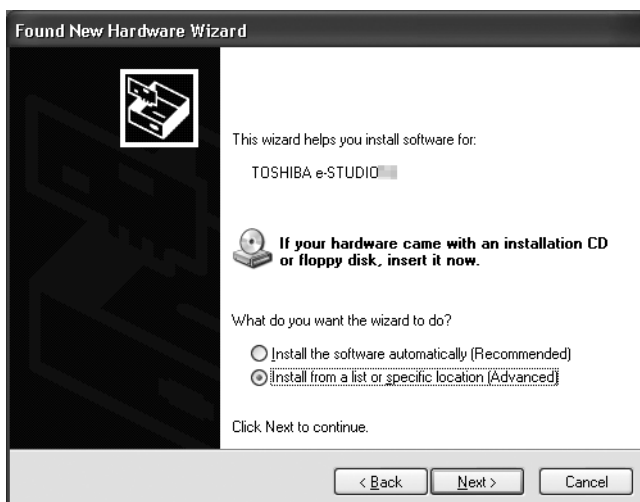 Found New Hardware Wizard
This wizard helps you install software for:
TOSHIBA e-STUDIO
If your hardware came with an installation CD
or floppy disk, insert it now.
What do you want the wizard to do?
Install the software automatically (Recommended)
Install from a list or specific location (Advanced)
Click Next to continue.
< Back Next > Cancel